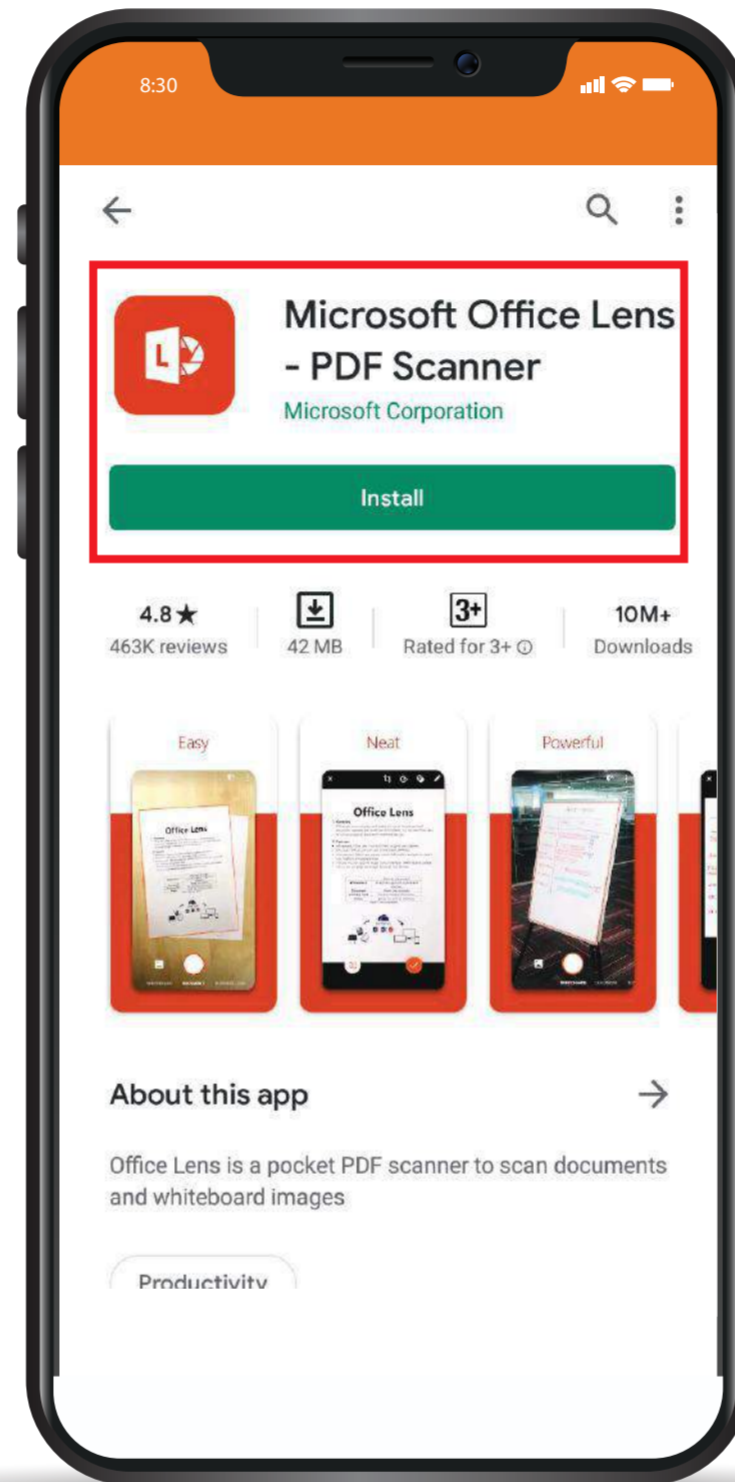 8:30
Microsoft Office Lens
- PDF Scanner
Microsoft Corporation
L
Install
4.8★
463K reviews
42 MB
3+
Rated for 3+
10M+
Downloads
Easy
Neat
Powerful
Office Lens
Office Lens
About this app
Office Lens is a pocket PDF scanner to scan documents
and whiteboard images
Productivity